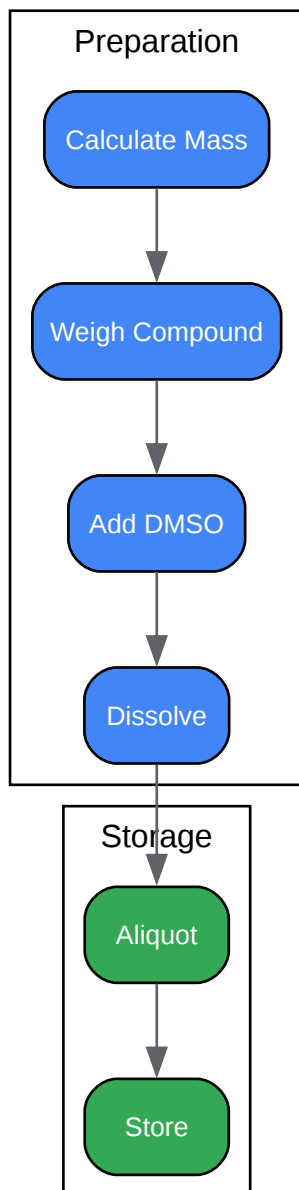 Preparation
Calculate Mass
Weigh Compound
Add DMSO
Dissolve
Storage
Aliquot
Store